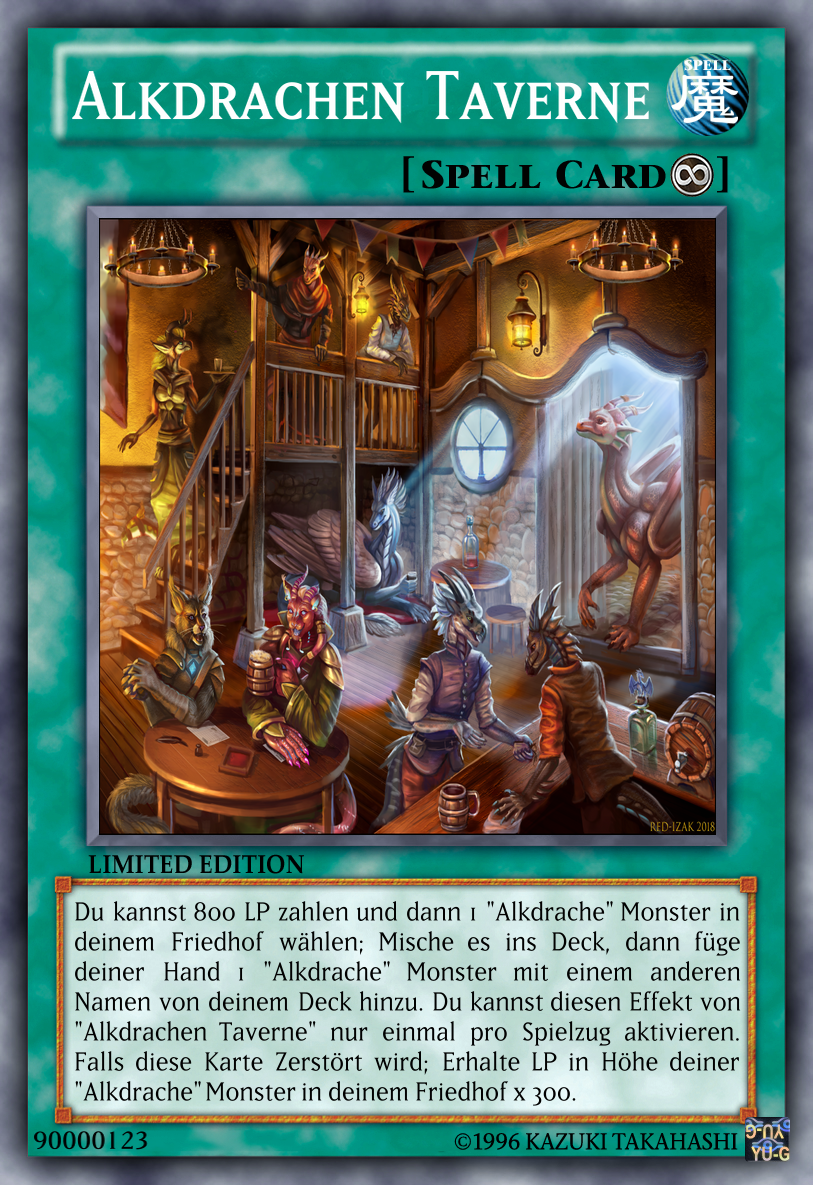 Alkdrachen Taverne
SPELL
魔
[Spell Card∞]
RED-IZAK 2018
LIMITED EDITION
Du kannst 800 LP zahlen und dann 1 "Alkdrache" Monster in
deinem Friedhof wählen; Mische es ins Deck, dann füge
deiner Hand 1 "Alkdrache" Monster mit einem anderen
Namen von deinem Deck hinzu. Du kannst diesen Effekt von
"Alkdrachen Taverne" nur einmal pro Spielzug aktivieren.
Falls diese Karte Zerstört wird; Erhalte LP in Höhe deiner
"Alkdrache" Monster in deinem Friedhof x 300.
90000123
©1996 KAZUKI TAKAHASHI
YU-G
YU-G